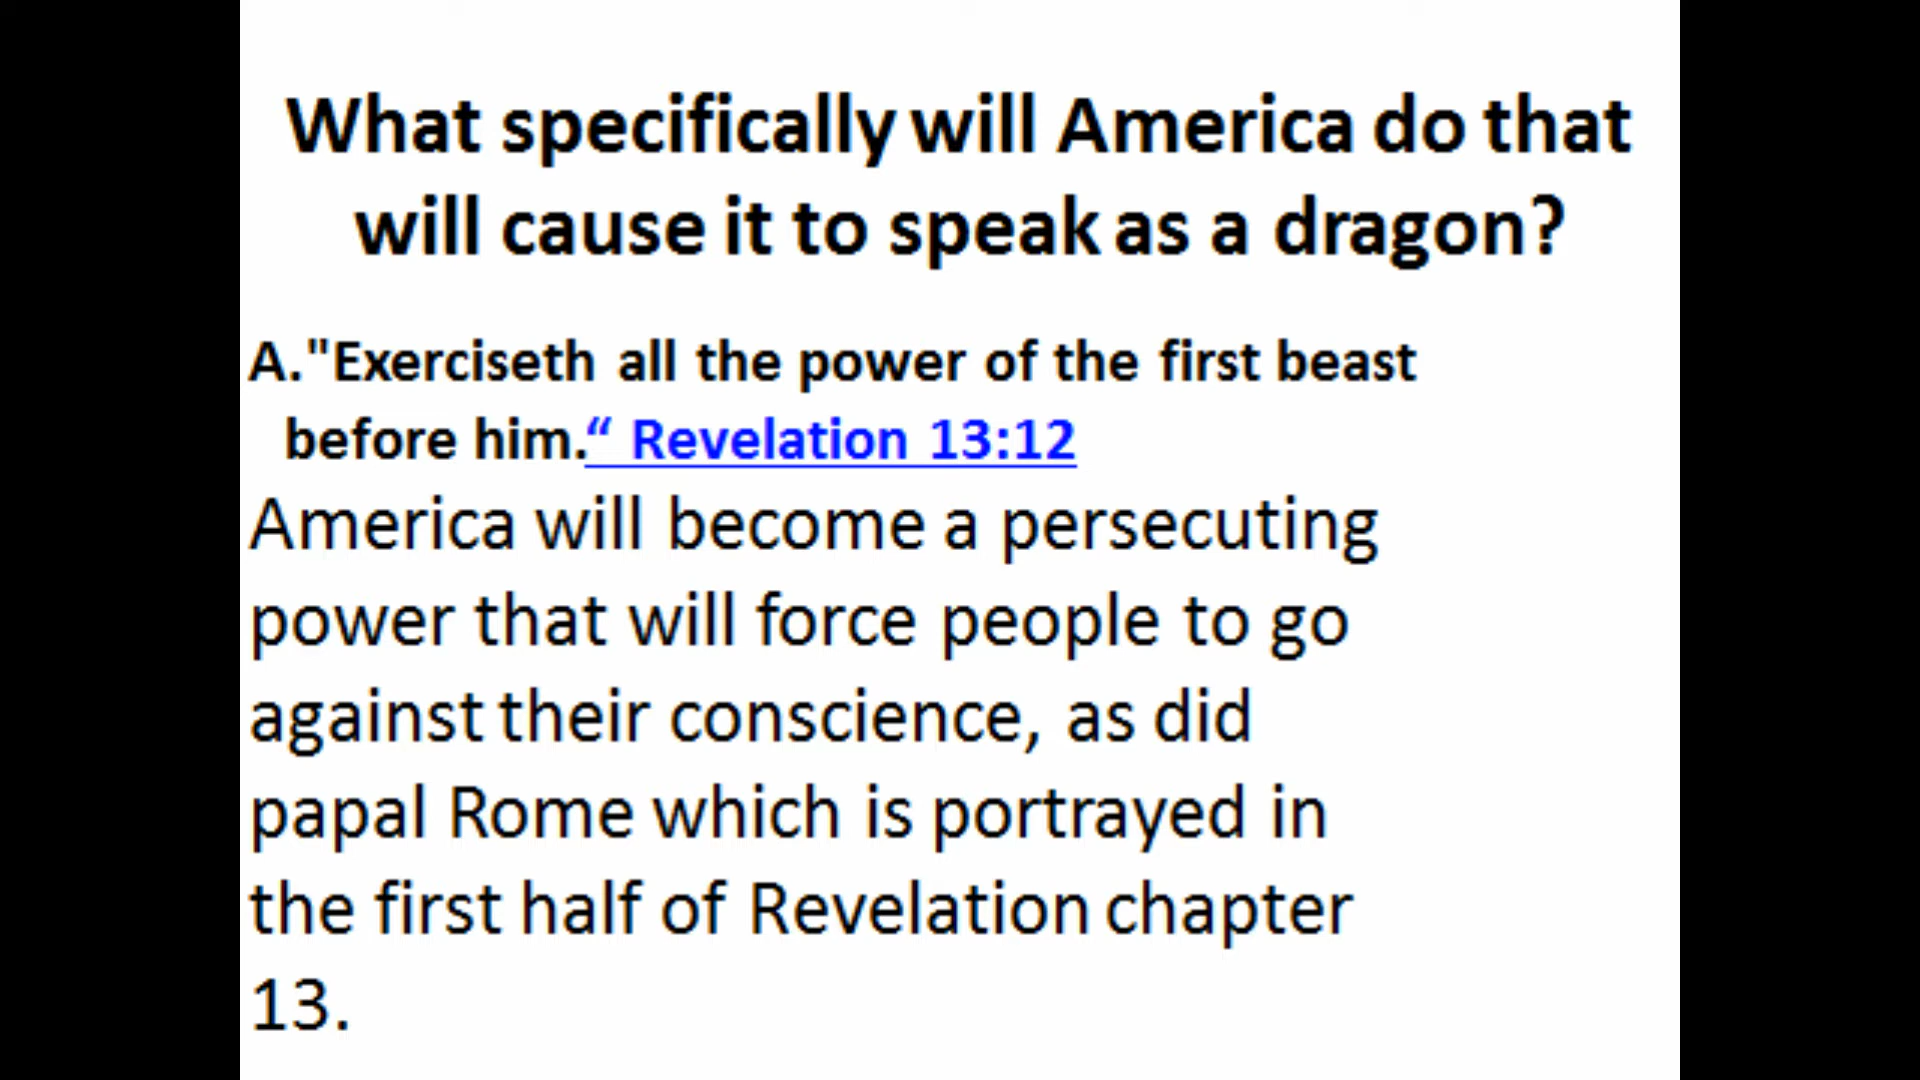 What specifically will America do that
will cause it to speak as a dragon?
A."Exerciseth all the power of the first beast
before him.“ Revelation 13:12
America will become a persecuting
power that will force people to go
against their conscience, as did
papal Rome which is portrayed in
the first half of Revelation chapter
13.